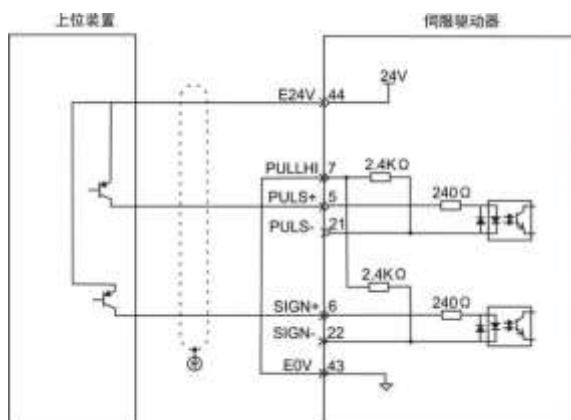 上位装置
伺服驱动器
24V
E24V 44
PULLHI 7
2.4KΩ
PULS+ 5
240Ω
PULS- 21
2.4KΩ
SIGN+ 6
240Ω
SIGN- 22
E0V 43